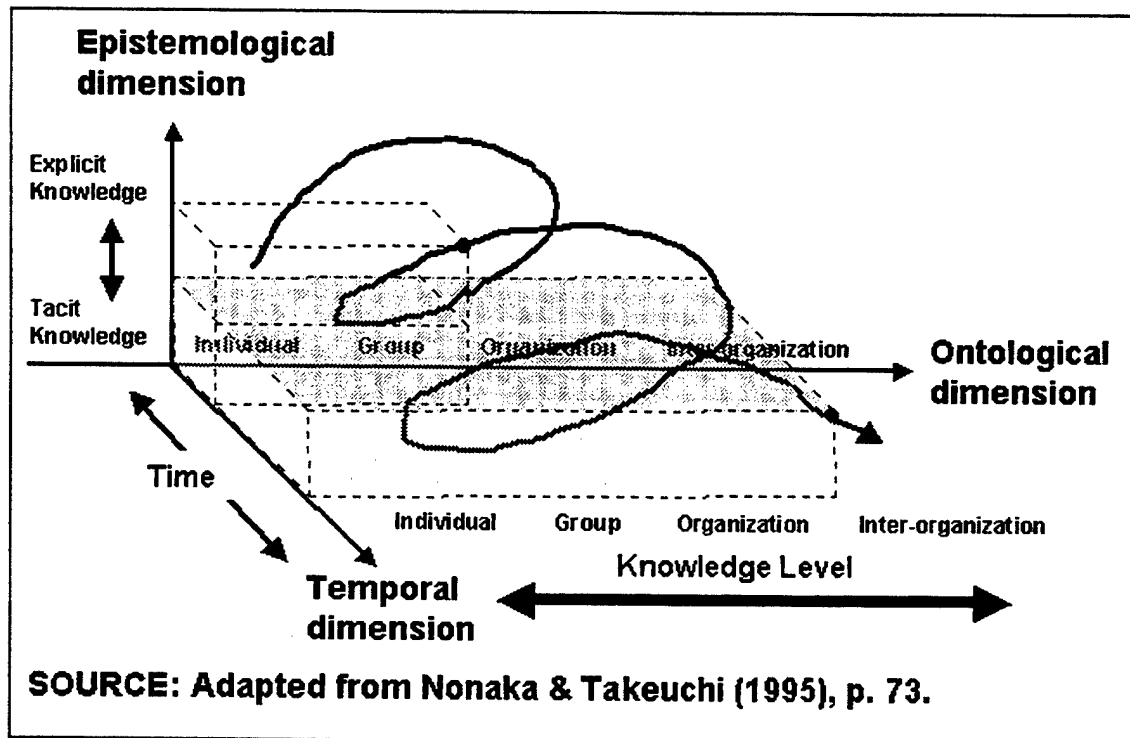 Epistemological
dimension
Explicit
Knowledge
Tacit
Knowledge
Individual Group Organization Inter-organization
Ontological
dimension
Time
Individual Group Organization Inter-organization
Knowledge Level
Temporal
dimension
SOURCE: Adapted from Nonaka & Takeuchi (1995), p. 73.